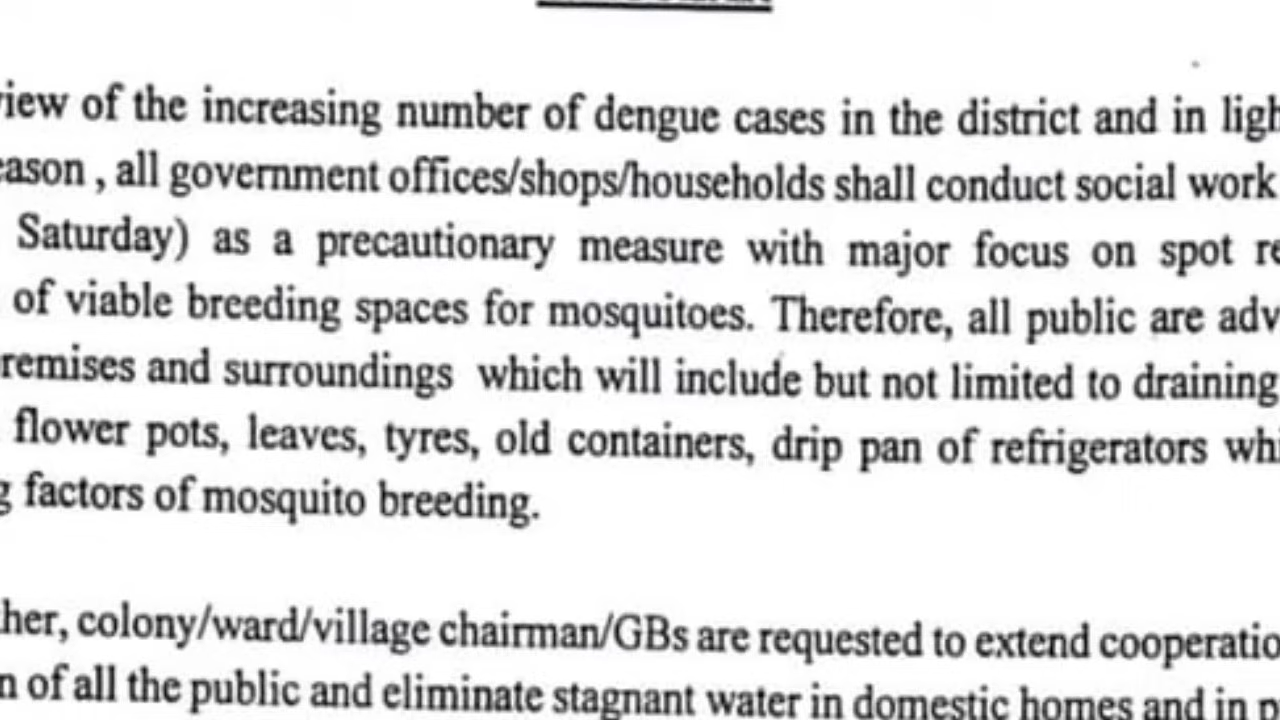 view of the increasing number of dengue cases in the district and in ligh
eason , all government offices/shops/households shall conduct social work
Saturday) as a precautionary measure with major focus on spot re
of viable breeding spaces for mosquitoes. Therefore, all public are adv
remises and surroundings which will include but not limited to draining
flower pots, leaves, tyres, old containers, drip pan of refrigerators whi
g factors of mosquito breeding.
her, colony/ward/village chairman/GBs are requested to extend cooperatio
n of all the public and eliminate stagnant water in domestic homes and in p